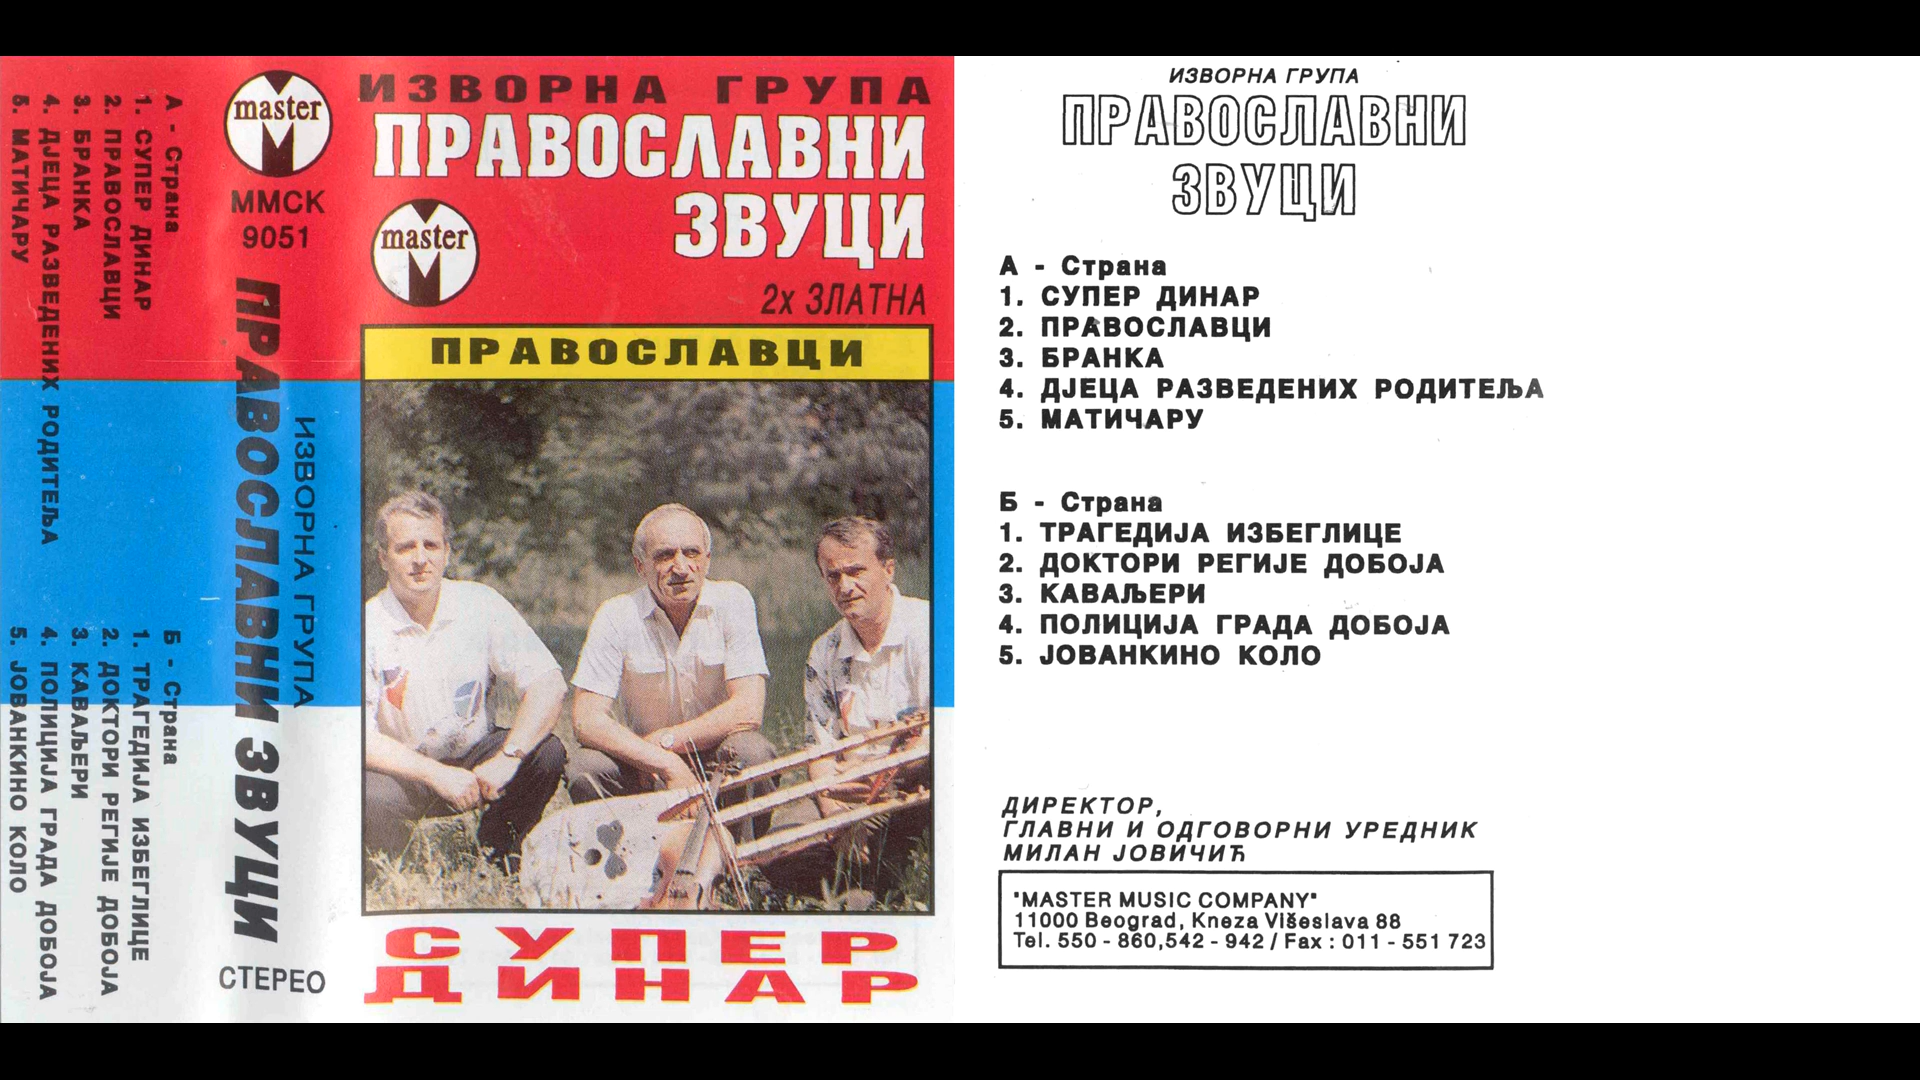 А - Страна
1. СУПЕР ДИНАР
2. ПРАВОСЛАВЦИ
3. БРАНКА
4. ДЈЕЦА РАЗВЕДЕНИХ РОДИТЕЉА
5. МАТИЧАРУ
Б - Страна
1. ТРАГЕДИЈА ИЗБЕГЛИЦЕ
2. ДОКТОРИ РЕГИЈЕ ДОБОЈА
3. КАВАЉЕРИ
4. ПОЛИЦИЈА ГРАДА ДОБОЈА
5. ЈОВАНКИНО КОЛО
master
M
ММСК
9051
ИЗВОРНА ГРУПА
ПРАВОСЛАВНИ ЗВУЦИ
СТЕРЕО
ИЗВОРНА ГРУПА
ПРАВОСЛАВНИ
ЗВУЦИ
master
M
2x ЗЛАТНА
ПРАВОСЛАВЦИ
СУПЕР
ДИНАР
ИЗВОРНА ГРУПА
ПРАВОСЛАВНИ
ЗВУЦИ
А - Страна
1. СУПЕР ДИНАР
2. ПРАВОСЛАВЦИ
3. БРАНКА
4. ДЈЕЦА РАЗВЕДЕНИХ РОДИТЕЉА
5. МАТИЧАРУ
Б - Страна
1. ТРАГЕДИЈА ИЗБЕГЛИЦЕ
2. ДОКТОРИ РЕГИЈЕ ДОБОЈА
3. КАВАЉЕРИ
4. ПОЛИЦИЈА ГРАДА ДОБОЈА
5. ЈОВАНКИНО КОЛО
ДИРЕКТОР,
ГЛАВНИ И ОДГОВОРНИ УРЕДНИК
МИЛАН ЈОВИЧИЋ
"MASTER MUSIC COMPANY"
11000 Beograd, Kneza Višeslava 88
Tel. 550 - 860,542 - 942 / Fax : 011 - 551 723